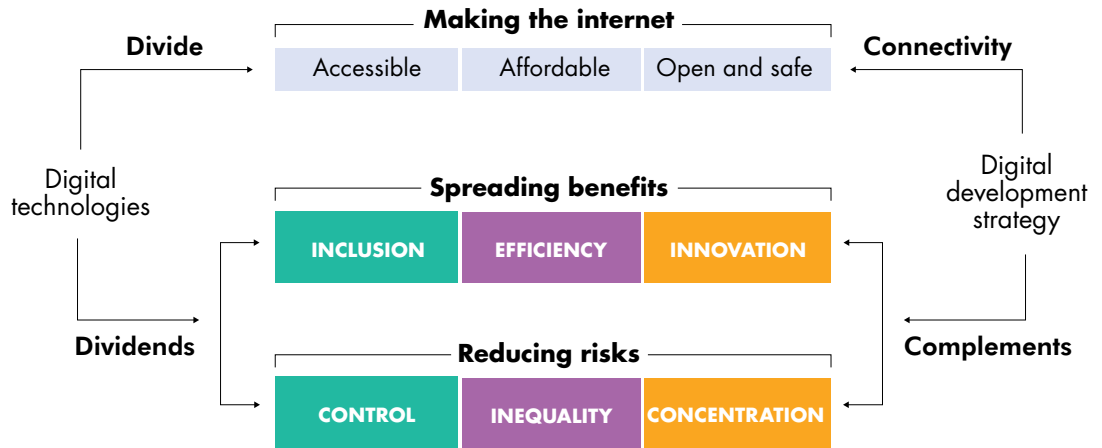 Making the internet
Divide
Connectivity
Accessible
Affordable
Open and safe
Digital
technologies
Digital
development
strategy
Spreading benefits
INCLUSION
EFFICIENCY
INNOVATION
Dividends
Complements
Reducing risks
CONTROL
INEQUALITY
CONCENTRATION